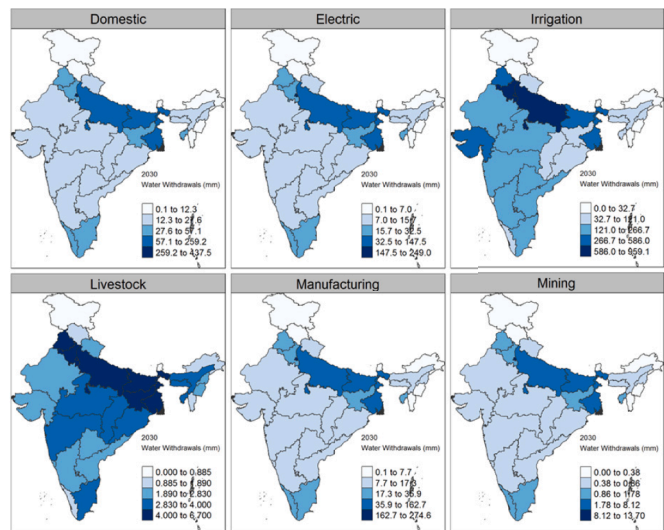 Domestic
Electric
Irrigation
2030
Water Withdrawals (mm)
0.1 to 12.3
12.3 to 27.6
27.6 to 57.1
57.1 to 259.2
259.2 to 437.5
2030
Water Withdrawals (mm)
0.1 to 7.0
7.0 to
to 32.5
32.5 to 147.5
147.5 to 249.0
2030
Water Withdrawals (mm)
0.0 to 32.7
32.7 to
121.0 to 266.7
266.7 to 586.0
586.0 to 959.1
Livestock
Manufacturing
Mining
2030
Water Withdrawals (mm)
0.000 to 0.885
0.885 to 1.890
1.890 to 2.830
2.830 to 4.000
4.000 to 6.700
2030
Water Withdrawals (mm)
0.1 to 7.7
7.7 to
17.3 to 35.9
35.9 to 162.7
162.7 to 274.6
2030
Water Withdrawals (mm)
0.00 to 0.38
0.38 to 0.86
0.86 to 1.78
1.78 to 8.12
8.12 to 13.70